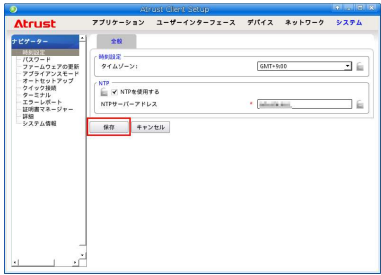 Atrust Client Setup
Atrust
アプリケーション ユーザーインターフェース デバイス ネットワーク システム
ナビゲーター
時刻設定
パスワード
ファームウェアの更新
アプライアンスモード
オートセットアップ
クイック接続
ターミナル
エラーレポート
証明書マネージャー
詳細
システム情報
全般
時刻設定
タイムゾーン:
GMT+9:00
NTP
NTPを使用する
NTPサーバーアドレス
*
保存
キャンセル